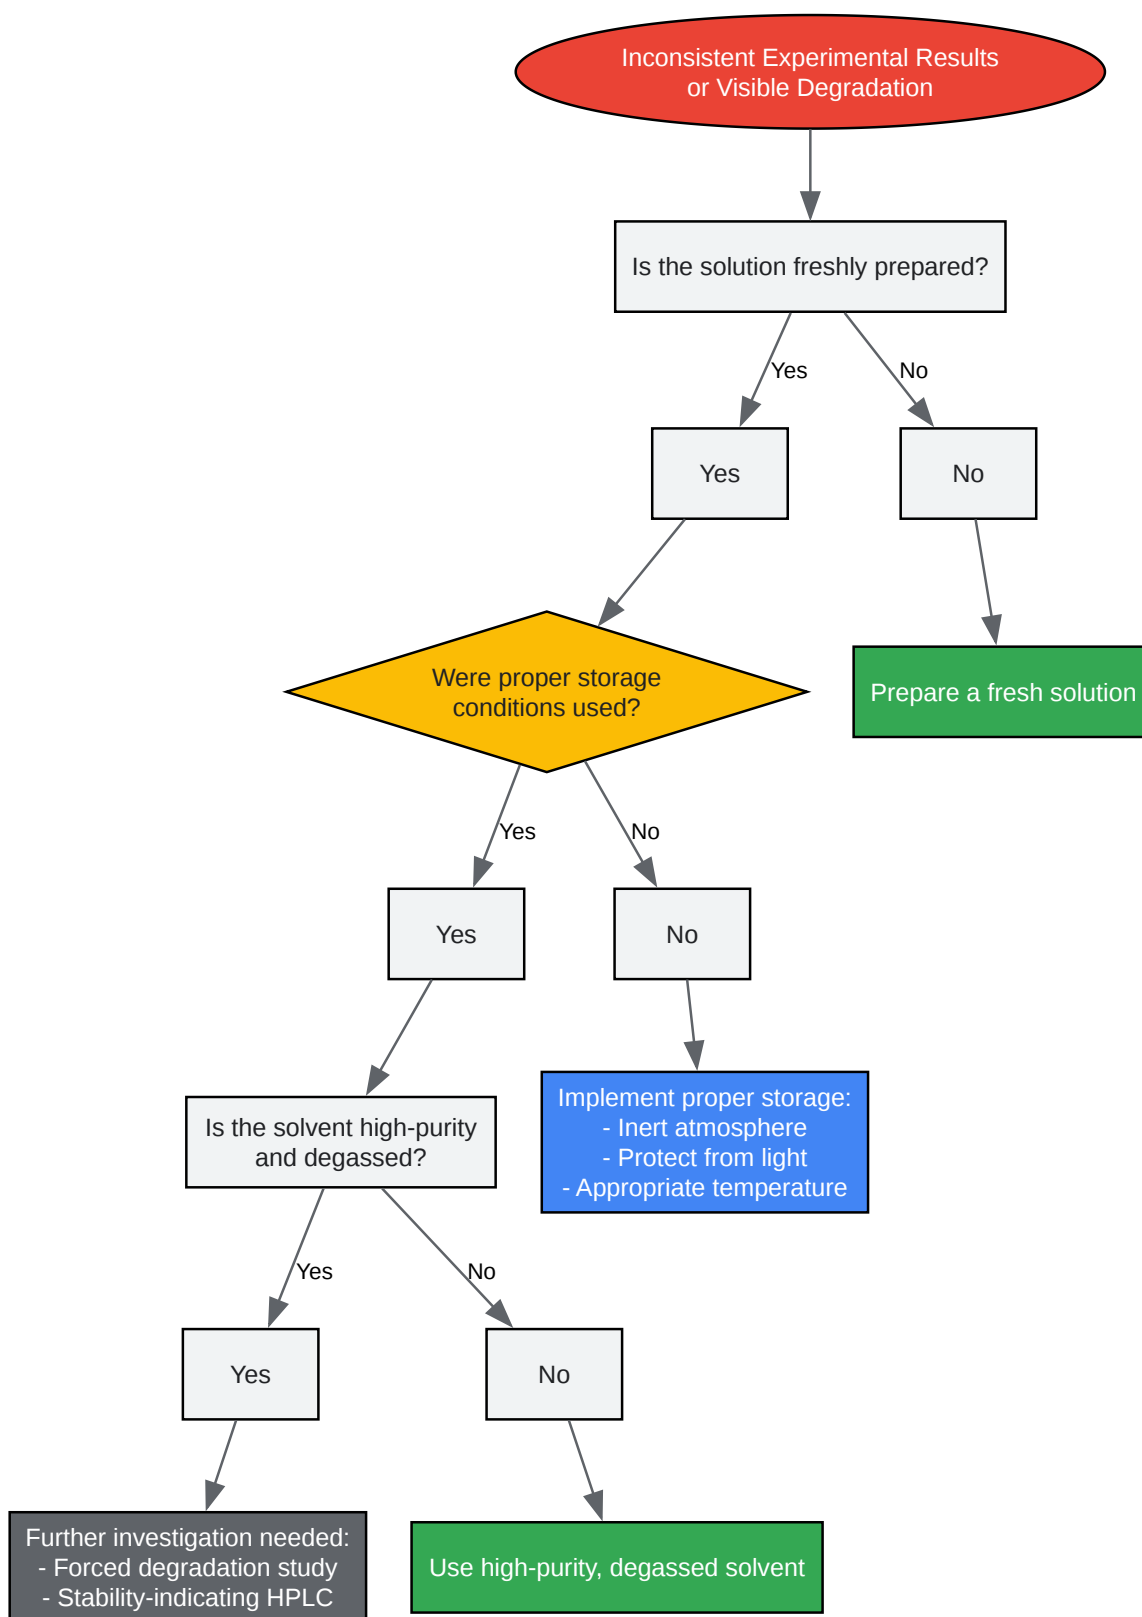 Inconsistent Experimental Results
or Visible Degradation
Is the solution freshly prepared?
Yes
No
Yes
No
Were proper storage
conditions used?
Prepare a fresh solution
Yes
No
Yes
No
Is the solvent high-purity
and degassed?
Implement proper storage:
- Inert atmosphere
- Protect from light
- Appropriate temperature
Yes
No
Yes
No
Further investigation needed:
- Forced degradation study
- Stability-indicating HPLC
Use high-purity, degassed solvent